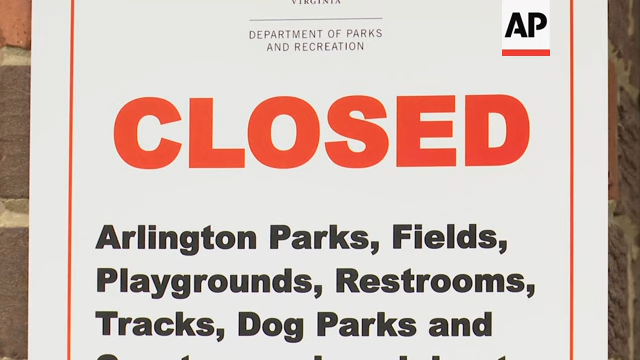 VIRGINIA
DEPARTMENT OF PARKS
AND RECREATION
AP
CLOSED
Arlington Parks, Fields,
Playgrounds, Restrooms,
Tracks, Dog Parks and